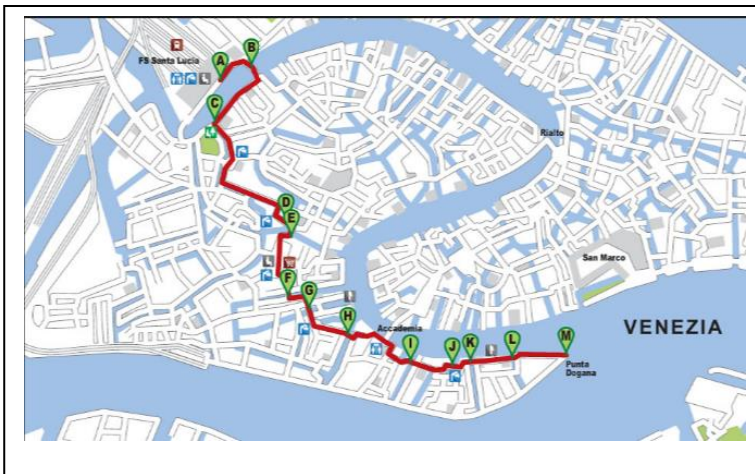 A
B
FS Santa Lucia
C
Rialto
D
E
San Marco
F
G
H
Accademia
VENEZIA
I
J
K
L
M
Punta
Dogana